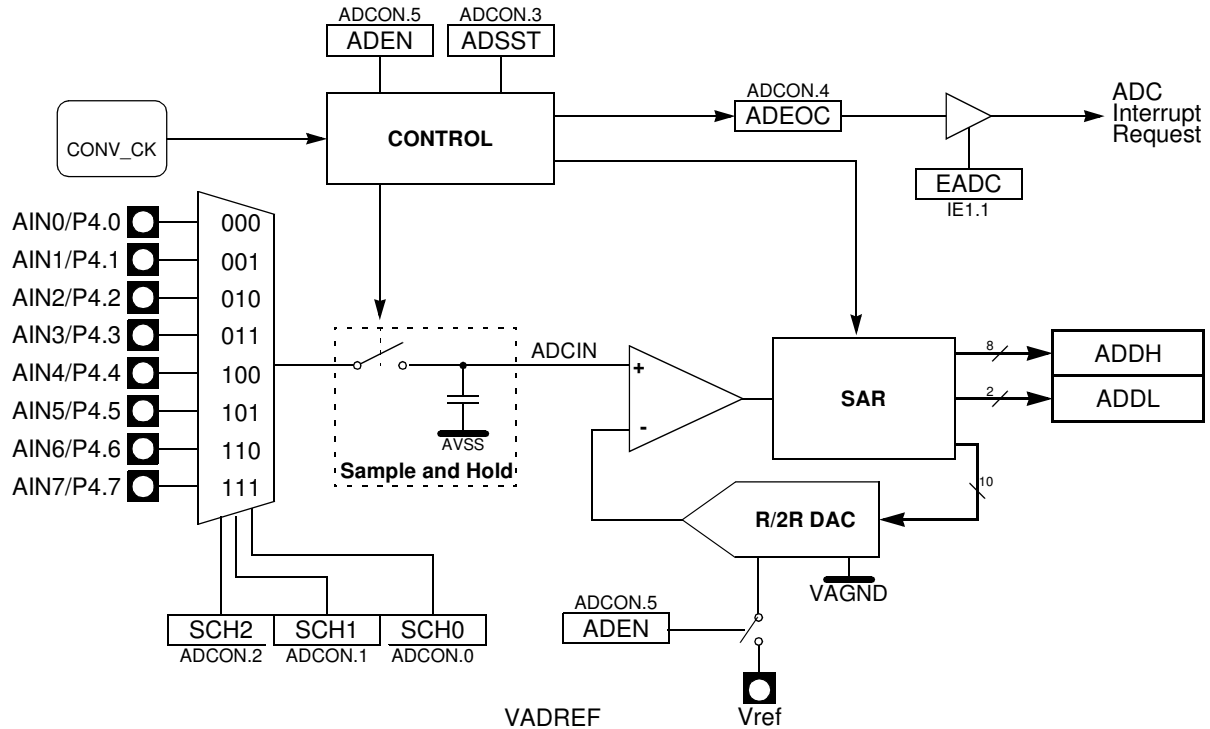 ADCON.5
ADEN
ADCON.3
ADSST
CONV_CK
CONTROL
ADCON.4
ADEOC
ADC
Interrupt
Request
EADC
IE1.1
AIN0/P4.0
000
AIN1/P4.1
001
AIN2/P4.2
010
AIN3/P4.3
011
AIN4/P4.4
100
AIN5/P4.5
101
AIN6/P4.6
110
AIN7/P4.7
111
AVSS
Sample and Hold
ADCIN
+
-
SAR
8
ADDH
2
ADDL
10
R/2R DAC
VAGND
ADCON.5
ADEN
SCH2
SCH1
SCH0
ADCON.2
ADCON.1
ADCON.0
VADREF
Vref